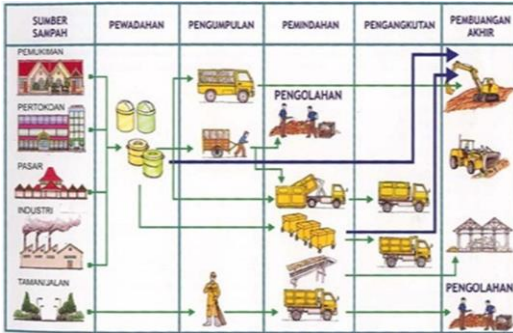 SUMBER
SAMPAH
PEWADAHAN
PENGUMPULAN
PEMINDAHAN
PENGANGKUTAN
PEMBUANGAN
AKHIR
PEMUKIMAN
PERTOKOAN
PASAR
INDUSTRI
TAMAN/JALAN
PENGOLAHAN
PENGOLAHAN